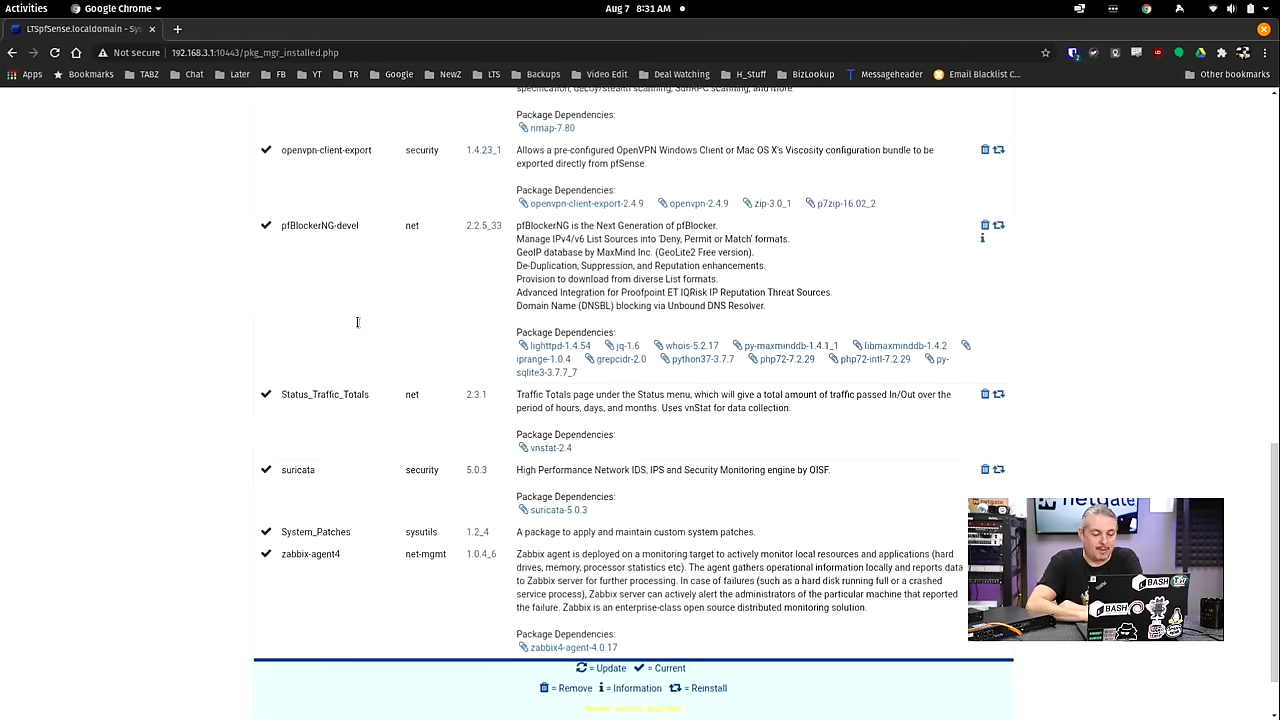 Activities
Google Chrome
Aug 7 8:31 AM
LTSpfSense.localdomain - Sys
Not secure 192.168.3.1:10443/pkg_mgr_installed.php
Apps Bookmarks TABZ Chat Later FB YT TR Google NewZ LTS Backups Video Edit Deal Watching H_Stuff BizLookup Messageheader Email Blacklist C... Other bookmarks
Package Dependencies:
nmap-7.80
openvpn-client-export security 1.4.23_1 Allows a pre-configured OpenVPN Windows Client or Mac OS X's Viscosity configuration bundle to be
exported directly from pfSense.
Package Dependencies:
openvpn-client-export-2.4.9 openvpn-2.4.9 zip-3.0_1 p7zip-16.02_2
pfBlockerNG-devel net 2.2.5_33 pfBlockerNG is the Next Generation of pfBlocker.
Manage IPv4/v6 List Sources into 'Deny, Permit or Match' formats.
GeoIP database by MaxMind Inc. (GeoLite2 Free version).
De-Duplication, Suppression, and Reputation enhancements.
Provision to download from diverse List formats.
Advanced Integration for Proofpoint ET IQRisk IP Reputation Threat Sources.
Domain Name (DNSBL) blocking via Unbound DNS Resolver.
Package Dependencies:
lighttpd-1.4.54 jq-1.6 whois-5.2.17 py-maxminddb-1.4.1_1 libmaxminddb-1.4.2
iprange-1.0.4 grepcidr-2.0 python37-3.7.7 php72-7.2.29 php72-intl-7.2.29 py-
sqlite3-3.7.7_7
Status_Traffic_Totals net 2.3.1 Traffic Totals page under the Status menu, which will give a total amount of traffic passed In/Out over the
period of hours, days, and months. Uses vnStat for data collection.
Package Dependencies:
vnstat-2.4
suricata security 5.0.3 High Performance Network IDS, IPS and Security Monitoring engine by OISF.
Package Dependencies:
suricata-5.0.3
System_Patches sysutils 1.2_4 A package to apply and maintain custom system patches.
zabbix-agent4 net-mgmt 1.0.4_6 Zabbix agent is deployed on a monitoring target to actively monitor local resources and applications (hard
drives, memory, processor statistics etc). The agent gathers operational information locally and reports data
to Zabbix server for further processing. In case of failures (such as a hard disk running full or a crashed
service process), Zabbix server can actively alert the administrators of the particular machine that reported
the failure. Zabbix is an enterprise-class open source distributed monitoring solution.
Package Dependencies:
zabbix4-agent-4.0.17
= Update = Current
= Remove = Information = Reinstall
Newer version available
netgate
BASH
BASH